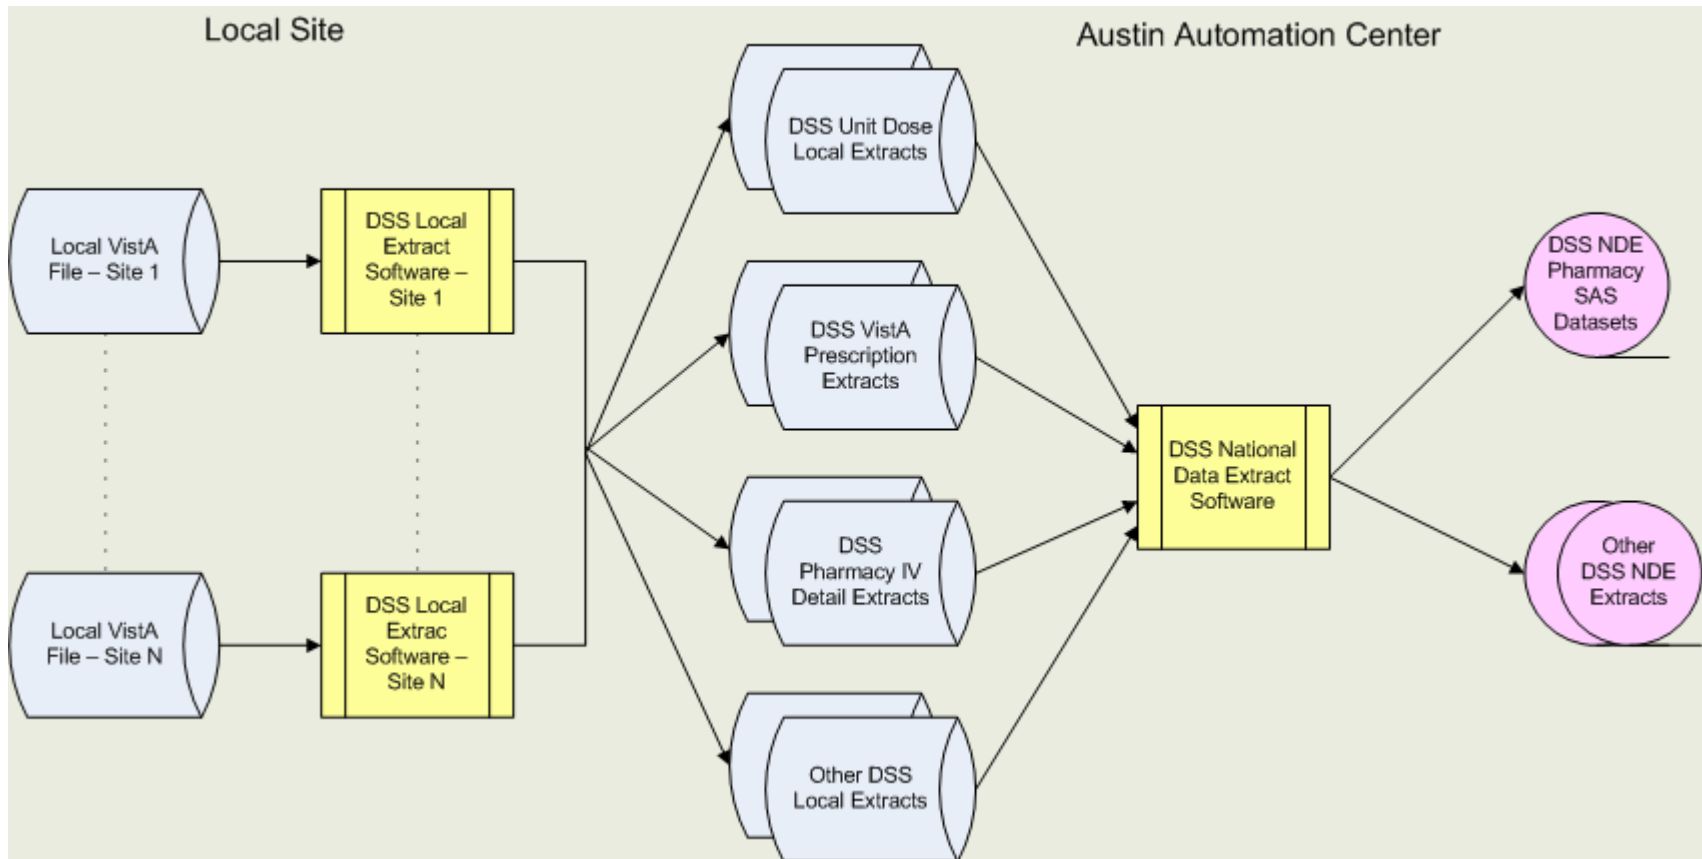 Local Site
Austin Automation Center
Local VistA
File – Site 1
DSS Local
Extract
Software –
Site 1
Local VistA
File – Site N
DSS Local
Extrac
Software –
Site N
DSS Unit Dose
Local Extracts
DSS VistA
Prescription
Extracts
DSS
Pharmacy IV
Detail Extracts
Other DSS
Local Extracts
DSS National
Data Extract
Software
DSS NDE
Pharmacy
SAS
Datasets
Other
DSS NDE
Extracts